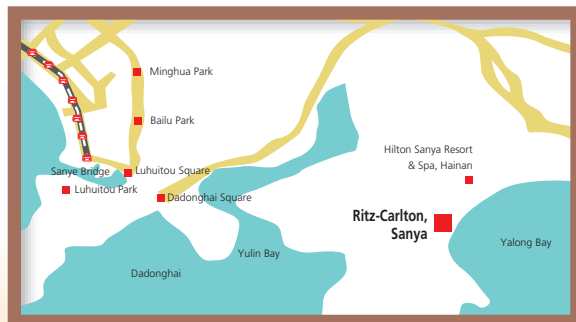 Minghua Park
Bailu Park
Hilton Sanya Resort
& Spa, Hainan
Sanye Bridge
Luhuitou Square
Luhuitou Park
Dadonghai Square
Ritz-Carlton,
Sanya
Yalong Bay
Yulin Bay
Dadonghai